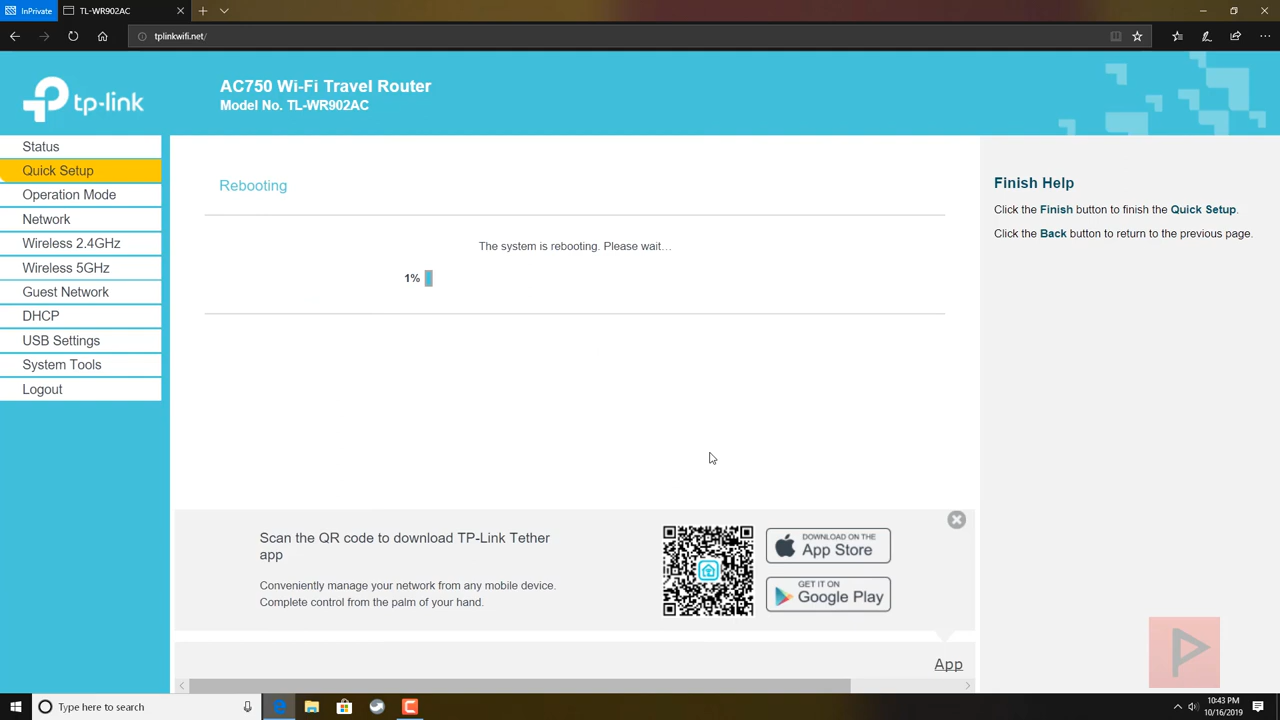 InPrivate
TL-WR902AC
tplinkwifi.net/
tp-link
AC750 Wi-Fi Travel Router
Model No. TL-WR902AC
Status
Quick Setup
Operation Mode
Network
Wireless 2.4GHz
Wireless 5GHz
Guest Network
DHCP
USB Settings
System Tools
Logout
Rebooting
The system is rebooting. Please wait…
1%
Finish Help
Click the Finish button to finish the Quick Setup.
Click the Back button to return to the previous page.
Scan the QR code to download TP-Link Tether
app
Conveniently manage your network from any mobile device.
Complete control from the palm of your hand.
DOWNLOAD ON THE
App Store
GET IT ON
Google Play
App
Type here to search
10:43 PM
10/16/2019